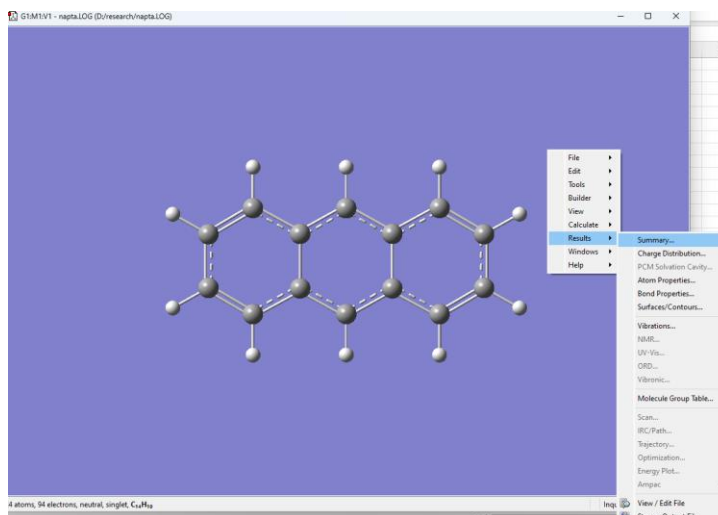 G1:M1:V1 - napta.LOG (D:/research/napta.LOG)
File
Edit
Tools
Builder
View
Calculate
Results
Windows
Help
Summary...
Charge Distribution...
PCM Solvation Cavity...
Atom Properties...
Bond Properties...
Surfaces/Contours...
Vibrations...
NMR...
UV-Vis...
ORD...
Vibronic...
Molecule Group Table...
Scan...
IRC/Path...
Trajectory...
Optimization...
Energy Plot...
Ampac
View / Edit File
4 atoms, 94 electrons, neutral, singlet, C₁₄H₁₀
Inq